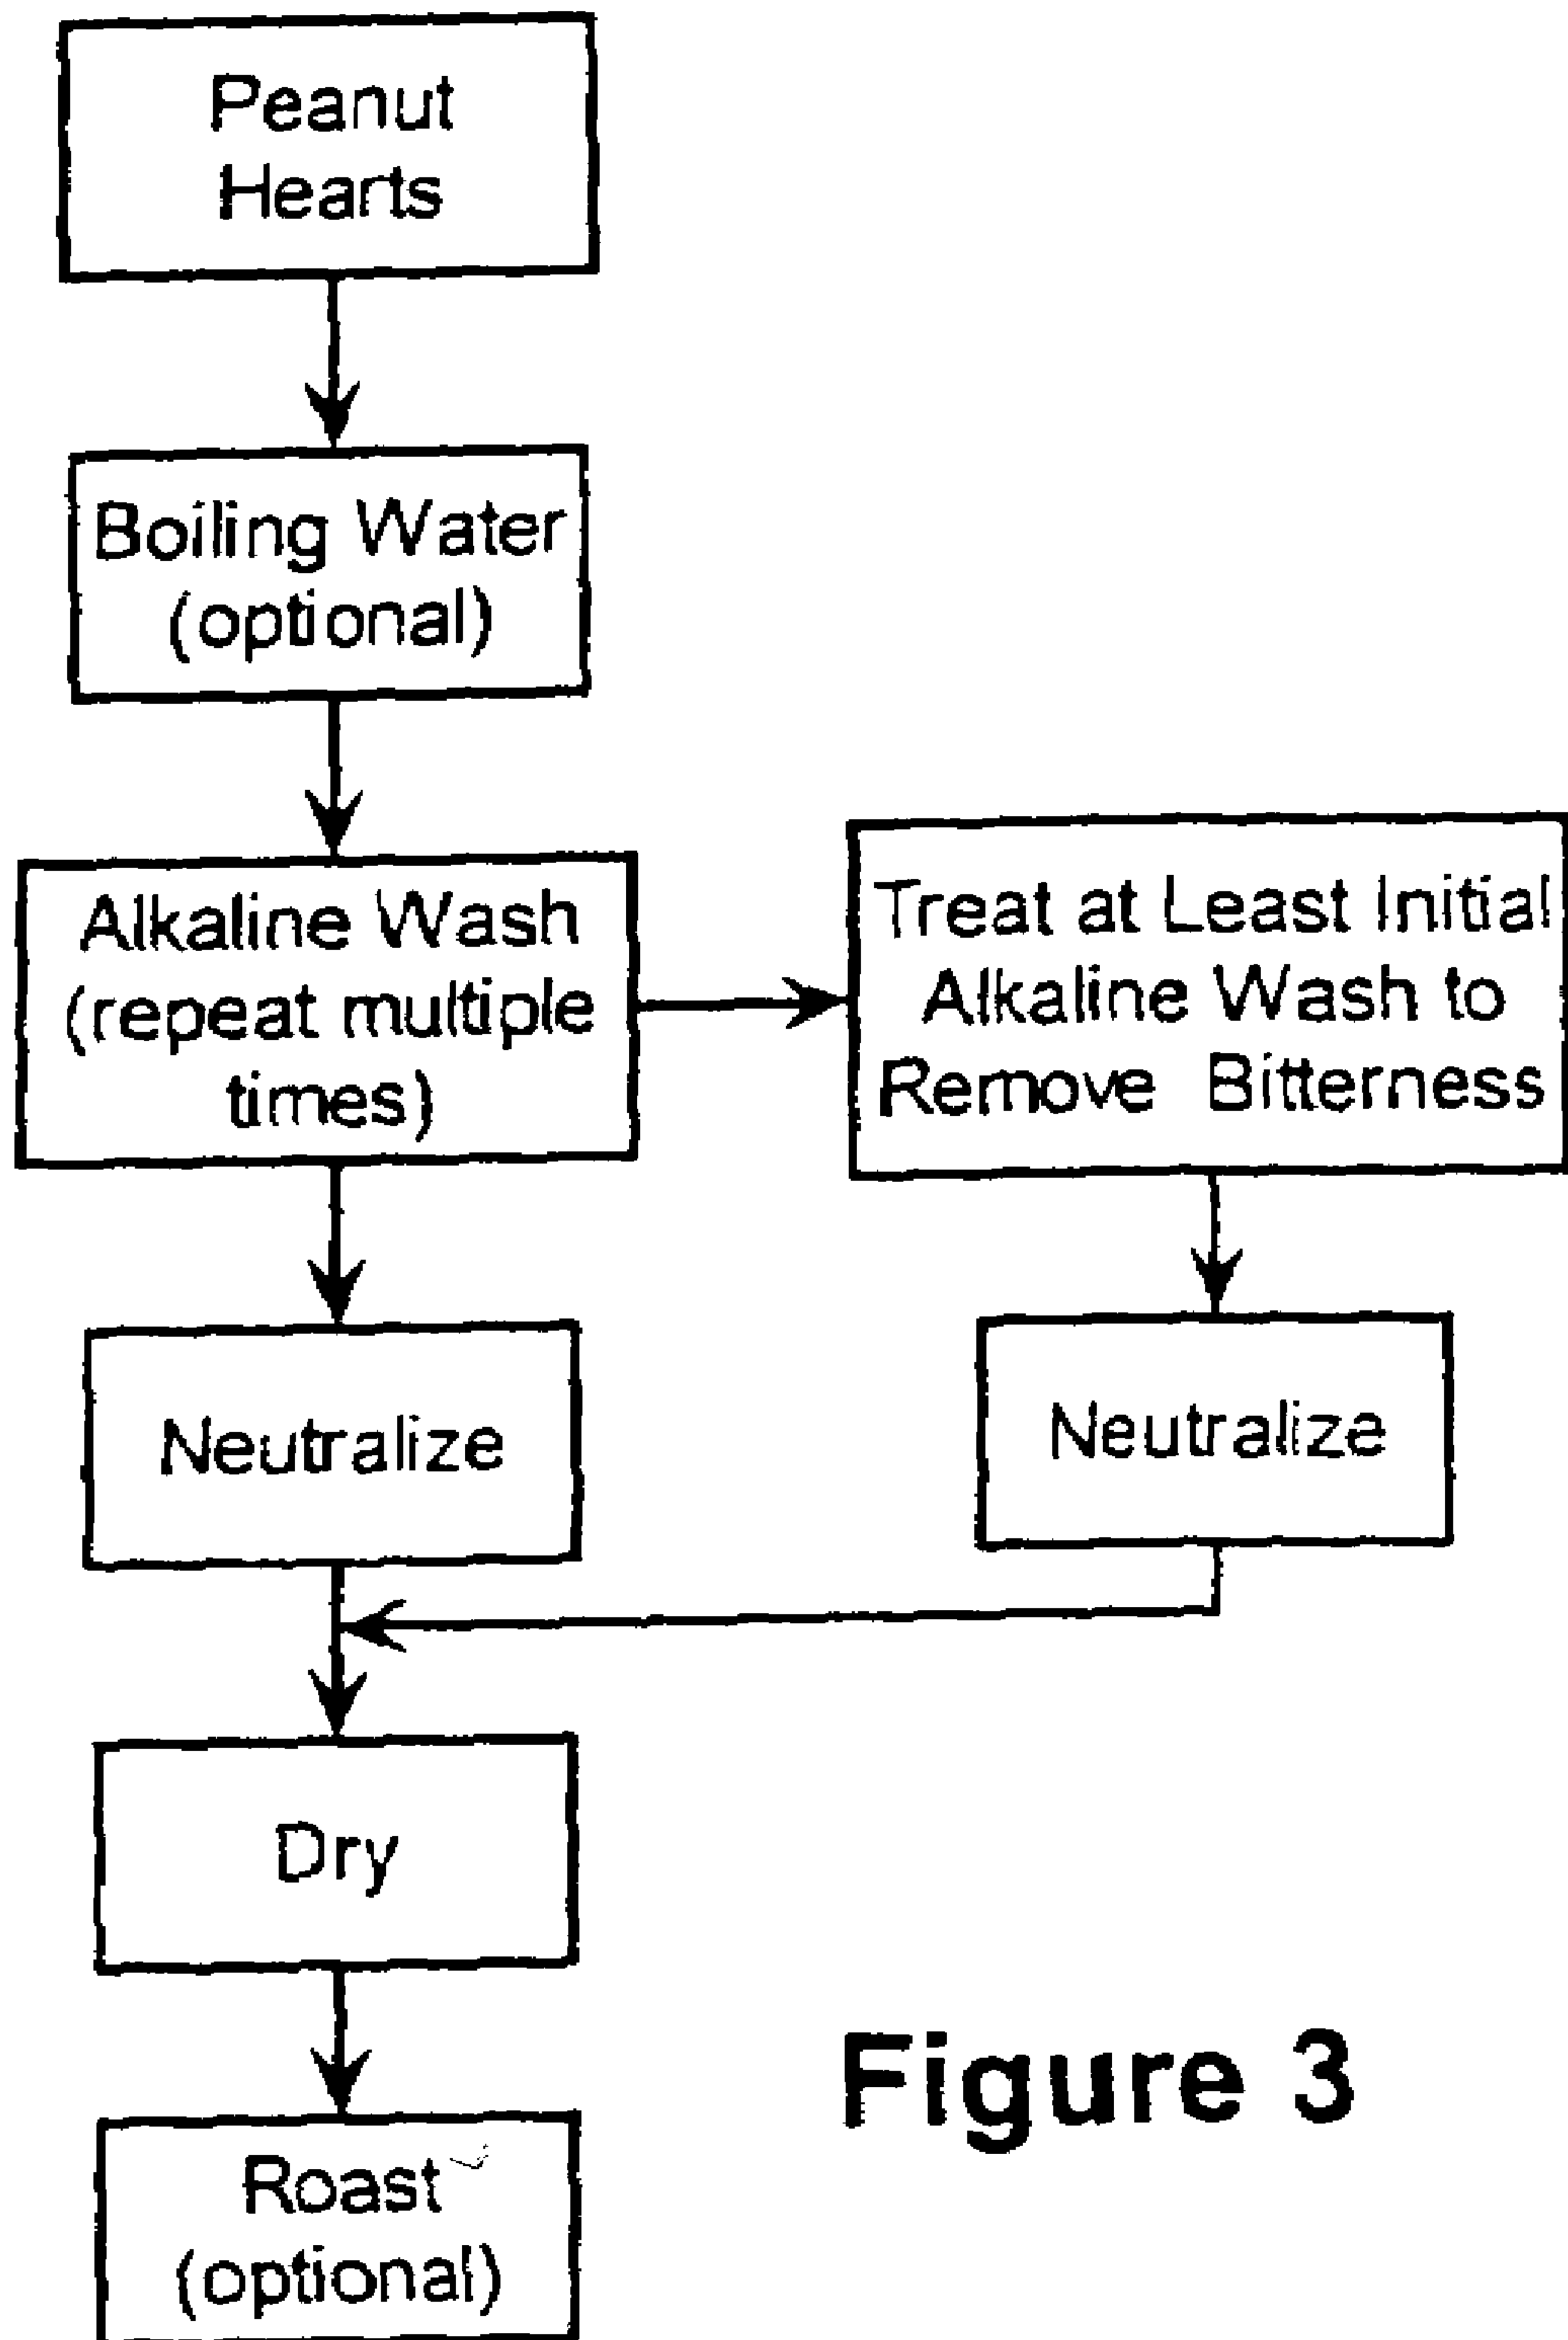 Peanut
Hearts
Boiling Water
(optional)
Alkaline Wash
(repeat multiple
times)
Treat at Least Initial
Alkaline Wash to
Remove Bitterness
Neutralize
Neutralize
Dry
Roast
(optional)
Figure 3